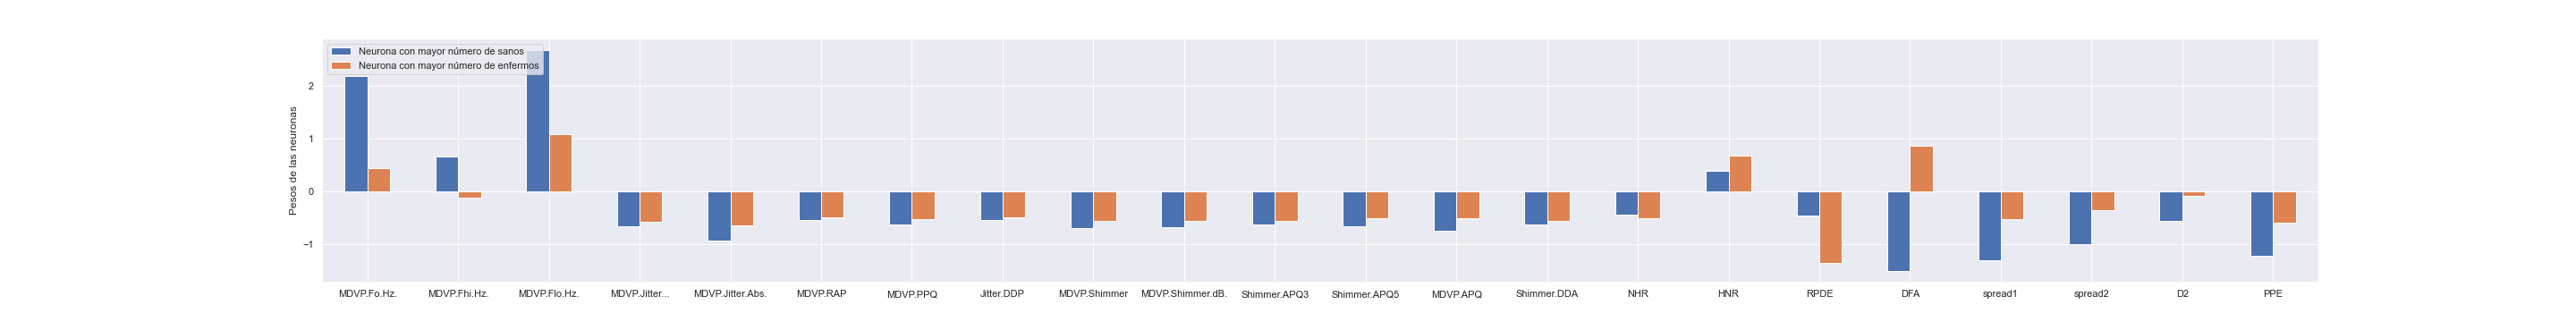 Neurona con mayor número de sanos
Neurona con mayor número de enfermos
Pesos de las neuronas
2
1
0
−1
MDVP.Fo.Hz. MDVP.Fhi.Hz. MDVP.Flo.Hz. MDVP.Jitter... MDVP.Jitter.Abs. MDVP.RAP MDVP.PPQ Jitter.DDP MDVP.Shimmer MDVP.Shimmer.dB. Shimmer.APQ3 Shimmer.APQ5 MDVP.APQ Shimmer.DDA NHR HNR RPDE DFA spread1 spread2 D2 PPE